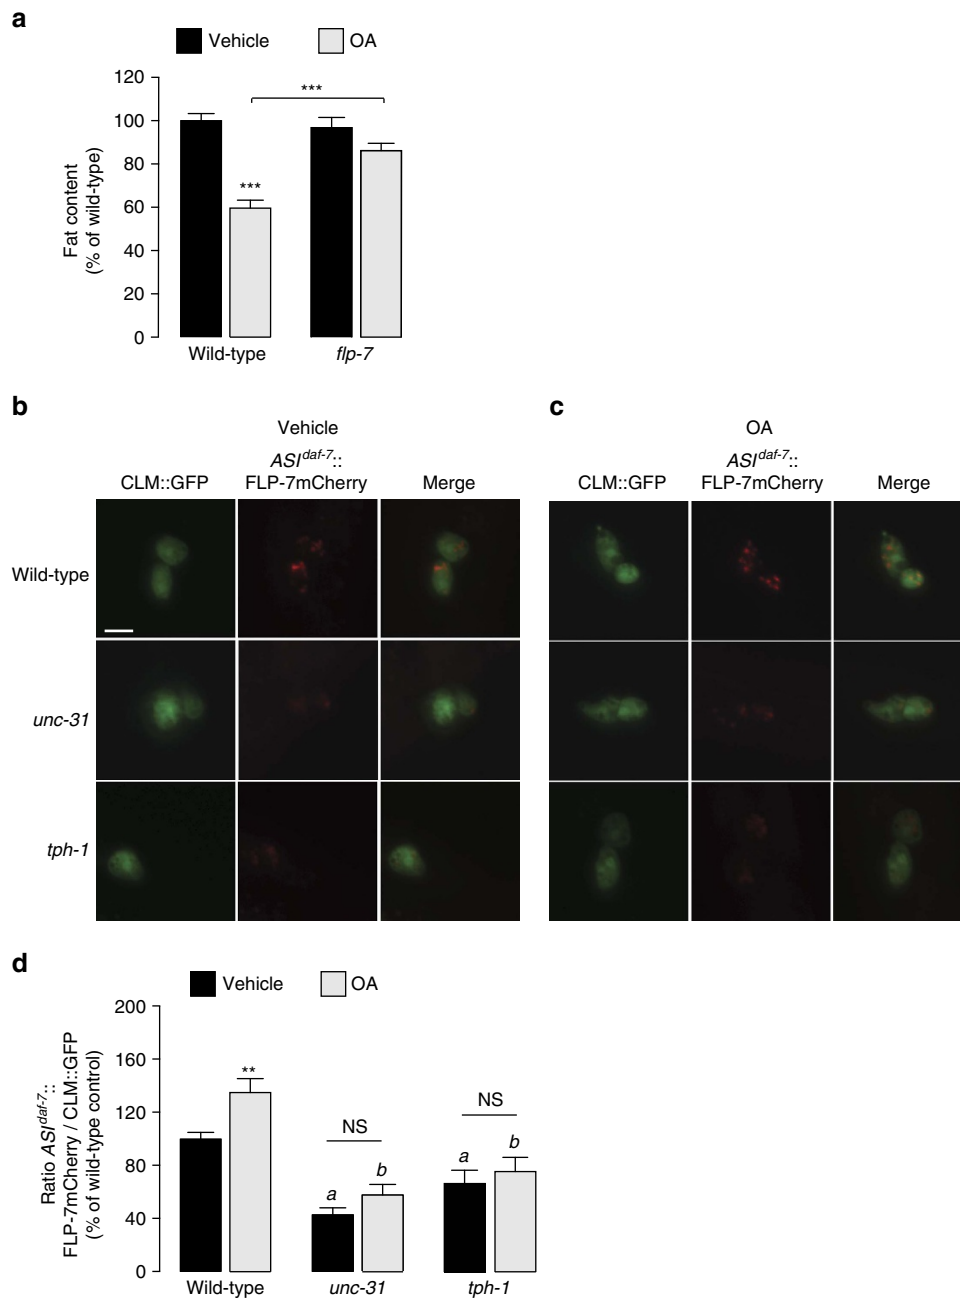 a
Vehicle OA
120
100
80
60
40
20
0
Fat content
(% of wild-type)
***
***
Wild-type flp-7
b
Vehicle
CLM::GFP ASIdaf-7::
FLP-7mCherry Merge
Wild-type
unc-31
tph-1
c
OA
CLM::GFP ASIdaf-7::
FLP-7mCherry Merge
d
Vehicle OA
200
160
120
80
40
0
Ratio ASIdaf-7::
FLP-7mCherry / CLM::GFP
(% of wild-type control)
**
NS
a b
NS
a b
Wild-type unc-31 tph-1